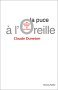 la puce
à l'Oreille
Claude Duneton